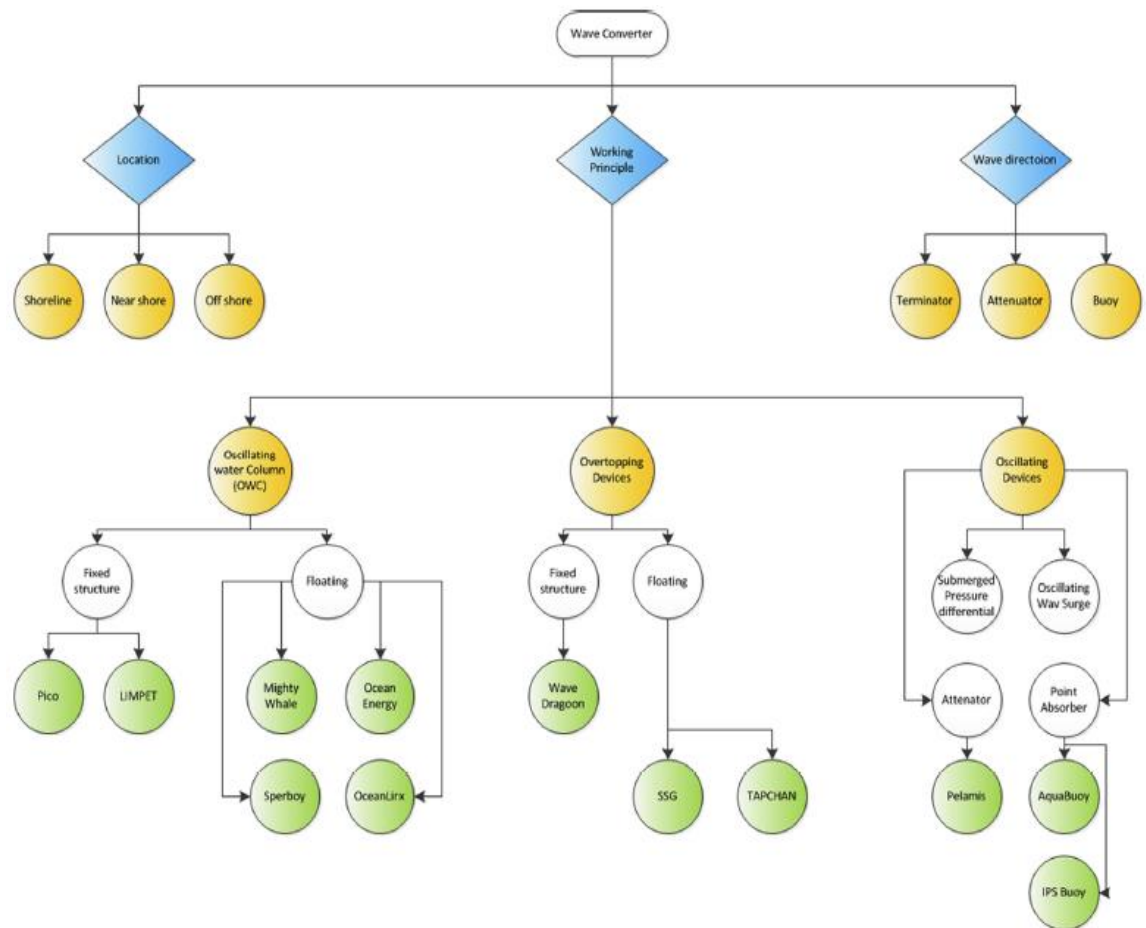 Wave Converter
Location
Working
Principle
Wave directoion
Shoreline
Near shore
Off shore
Terminator
Attenuator
Buoy
Oscillating
water Column
(OWC)
Overtopping
Devices
Oscillating
Devices
Fixed
structure
Floating
Fixed
structure
Floating
Submerged
Pressure
differential
Oscillating
Wav Surge
Pico
LIMPET
Mighty
Whale
Ocean
Energy
Wave
Dragoon
Attenator
Point
Absorber
Sperboy
OceanLirx
SSG
TAPCHAN
Pelamis
AquaBuoy
IPS Buoy